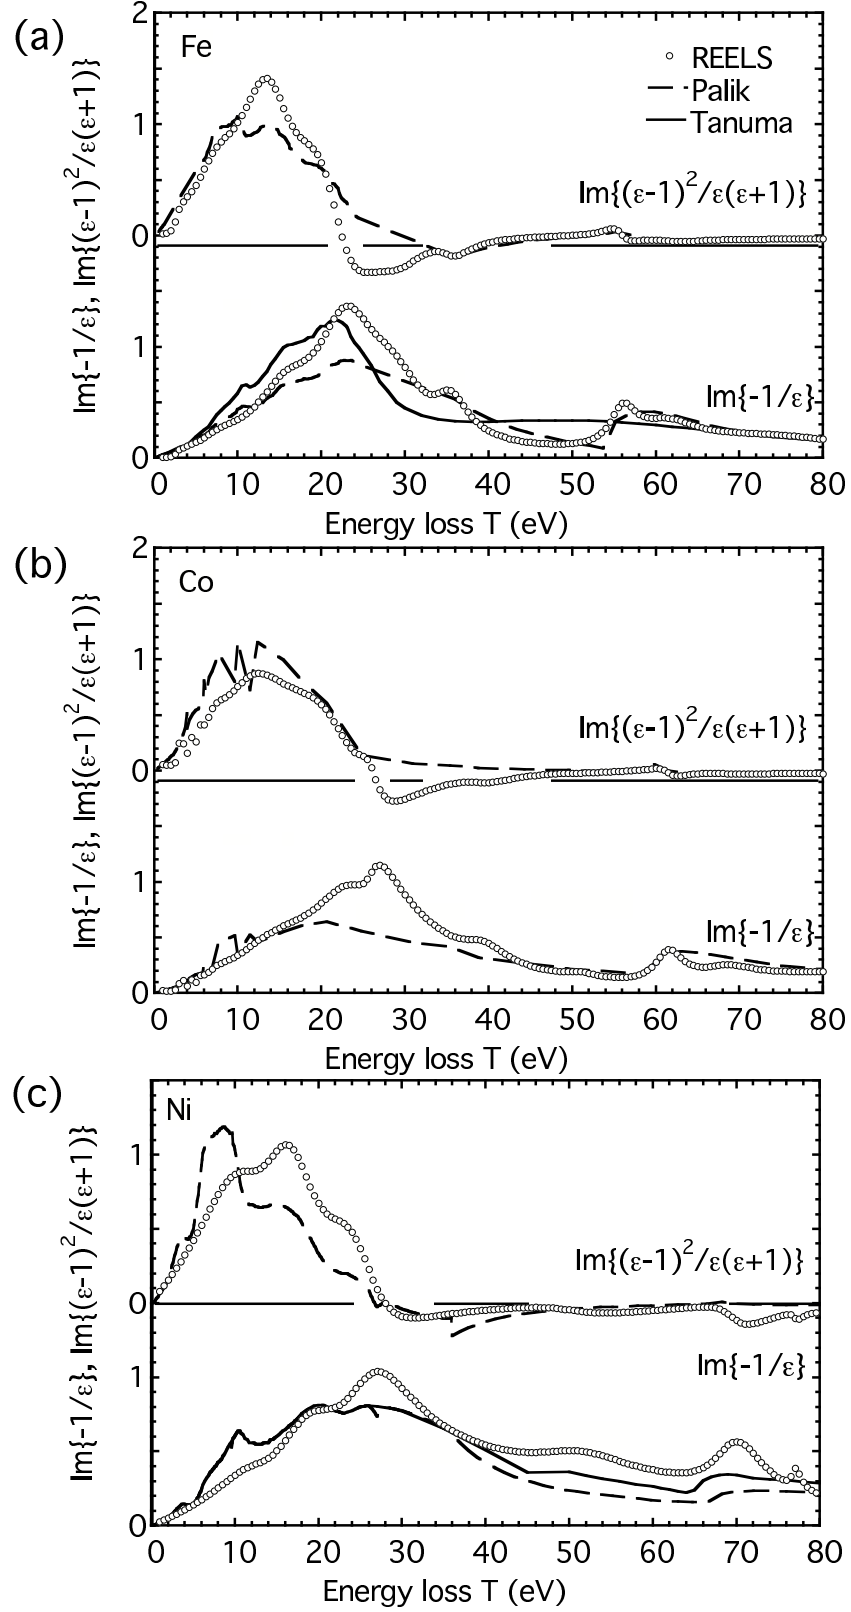 (a)
Fe
REELS
Palik
Tanuma
Im{(ε-1)²/ε(ε+1)}
Im{-1/ε}
Im{-1/ε}, Im{(ε-1)²/ε(ε+1)}
2
1
0
1
0
0 10 20 30 40 50 60 70 80
Energy loss T (eV)
(b)
Co
Im{(ε-1)²/ε(ε+1)}
Im{-1/ε}
Im{-1/ε}, Im{(ε-1)²/ε(ε+1)}
2
1
0
1
0
0 10 20 30 40 50 60 70 80
Energy loss T (eV)
(c)
Ni
Im{(ε-1)²/ε(ε+1)}
Im{-1/ε}
Im{-1/ε}, Im{(ε-1)²/ε(ε+1)}
1
0
1
0
0 10 20 30 40 50 60 70 80
Energy loss T (eV)